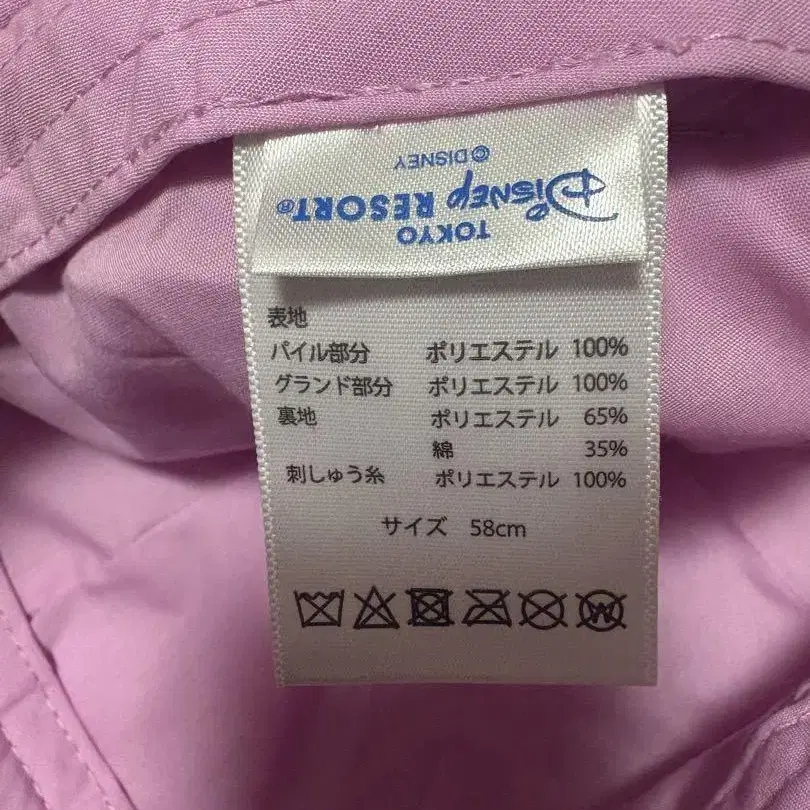 TOKYO
Disney RESORT®
© DISNEY
表地
パイル部分 ポリエステル 100%
グランド部分 ポリエステル 100%
裏地 ポリエステル 65%
綿 35%
刺しゅう糸 ポリエステル 100%
サイズ 58cm